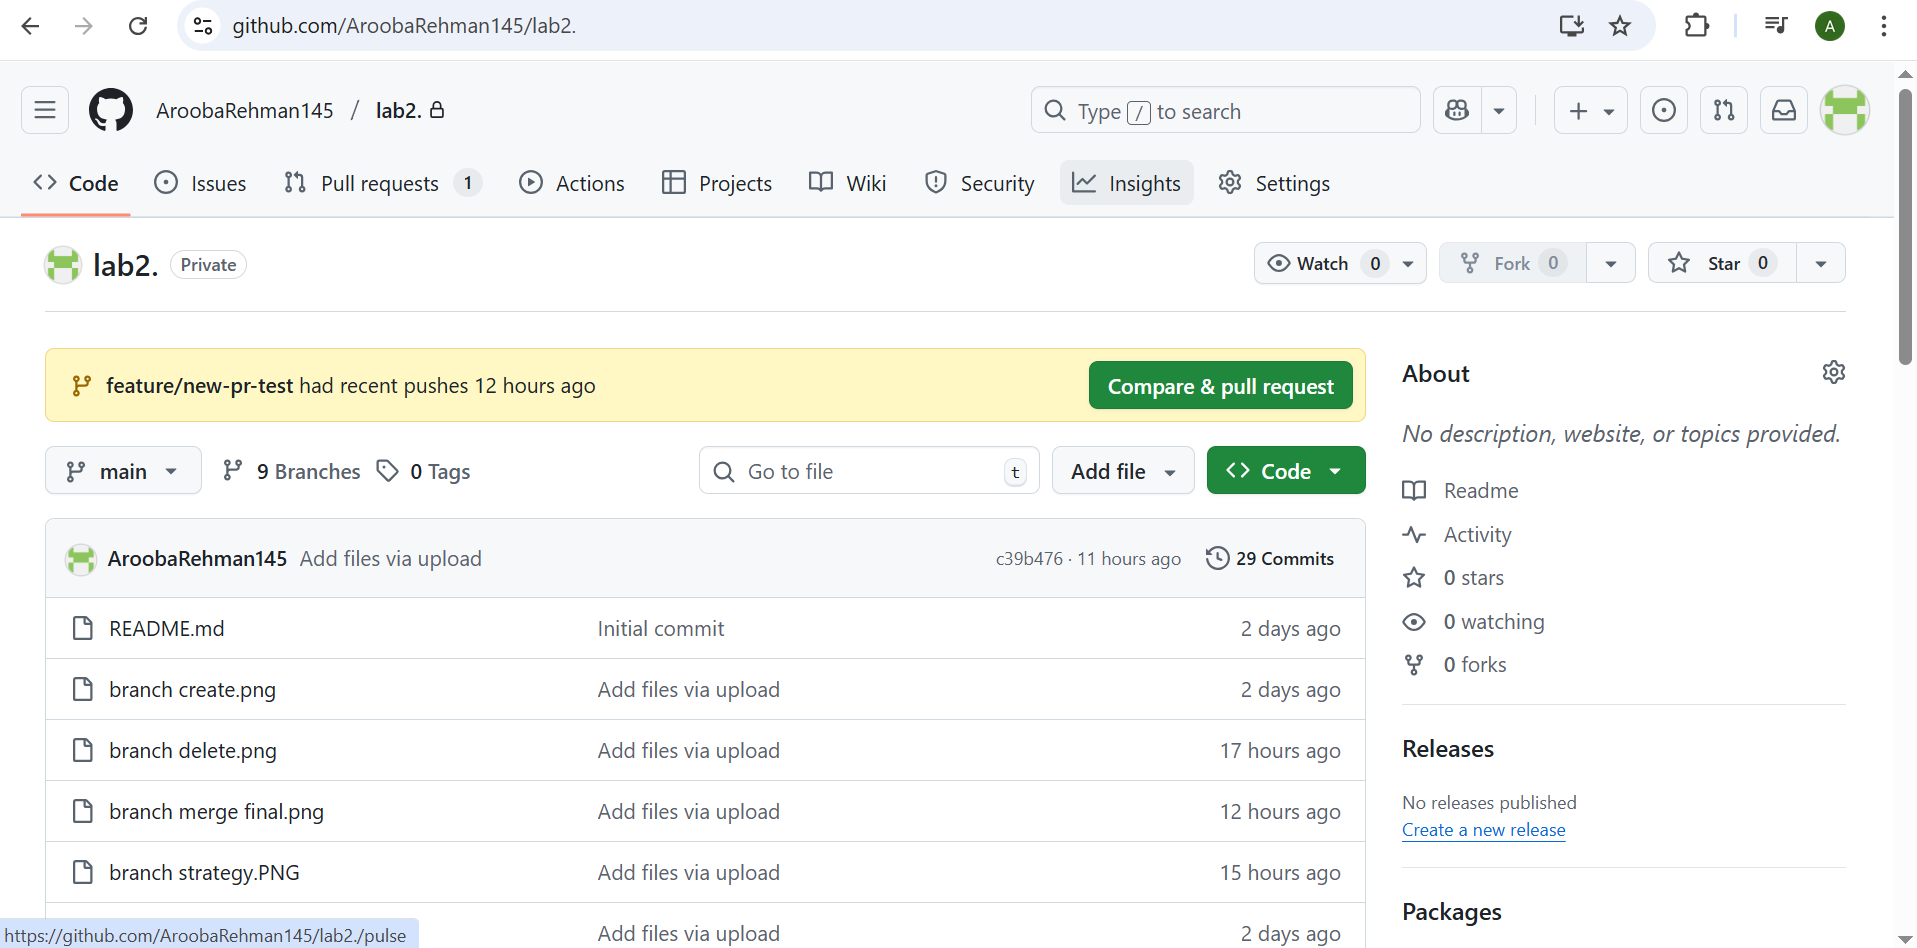 github.com/AroobaRehman145/lab2.
A
AroobaRehman145 / lab2.
Type / to search
Code Issues Pull requests 1 Actions Projects Wiki Security Insights Settings
lab2. Private
Watch 0 Fork 0 Star 0
feature/new-pr-test had recent pushes 12 hours ago Compare & pull request
main 9 Branches 0 Tags Go to file t Add file Code
AroobaRehman145 Add files via upload c39b476 · 11 hours ago 29 Commits
README.md Initial commit 2 days ago
branch create.png Add files via upload 2 days ago
branch delete.png Add files via upload 17 hours ago
branch merge final.png Add files via upload 12 hours ago
branch strategy.PNG Add files via upload 15 hours ago
Add files via upload 2 days ago
About
No description, website, or topics provided.
Readme
Activity
0 stars
0 watching
0 forks
Releases
No releases published
Create a new release
Packages
https://github.com/AroobaRehman145/lab2./pulse